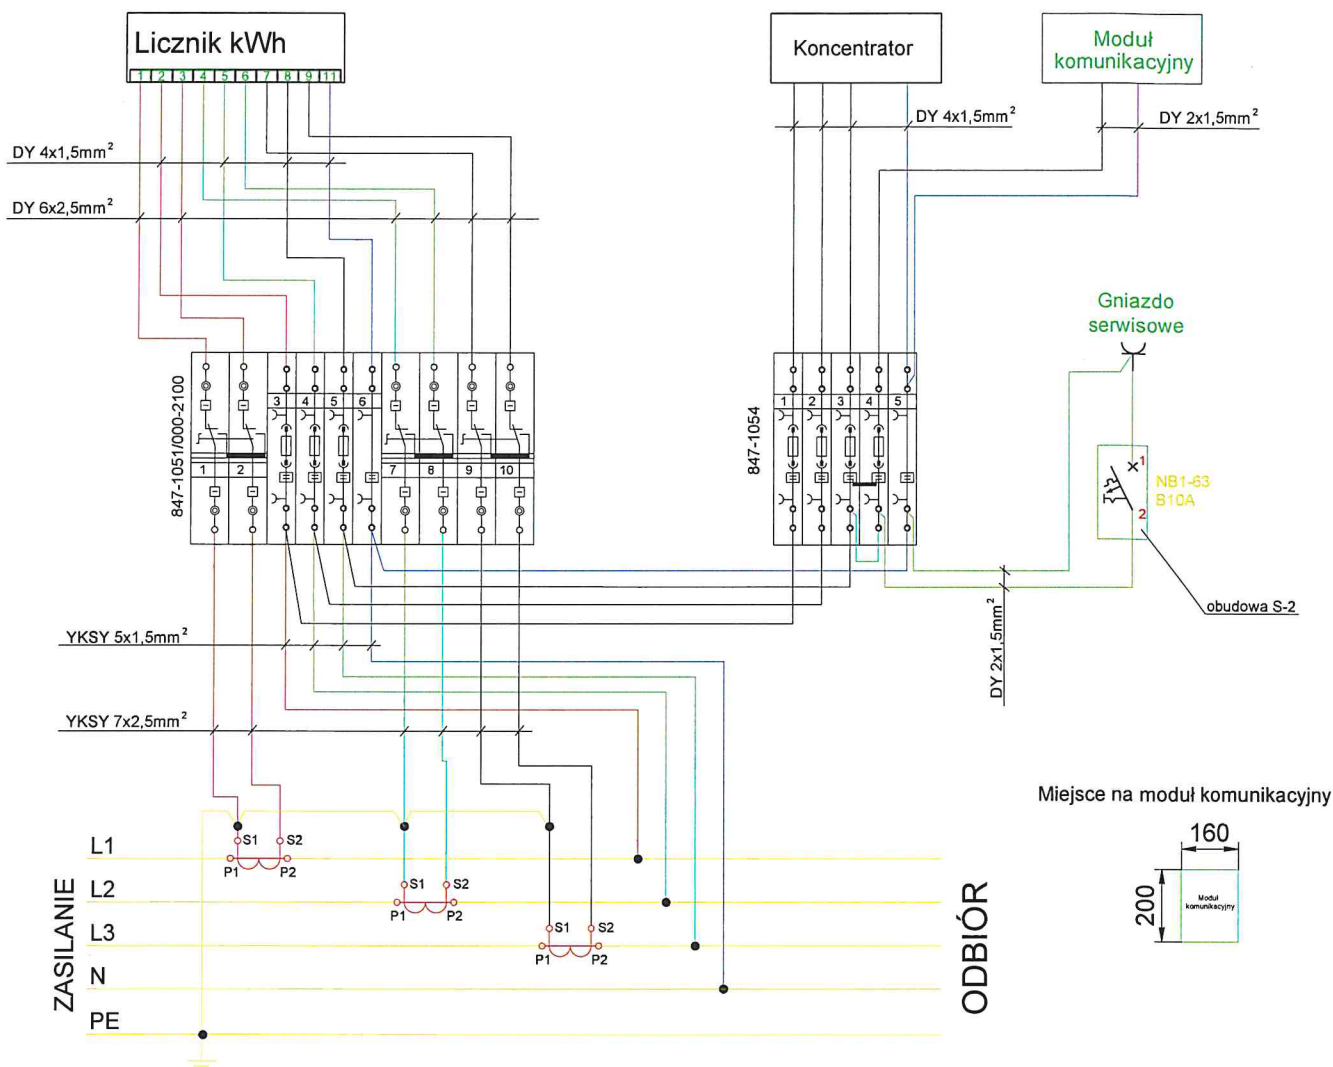 Licznik kWh
1 2 3 4 5 6 7 8 9 11
Koncentrator
Moduł
komunikacyjny
DY 4x1,5mm²
DY 6x2,5mm²
DY 4x1,5mm²
DY 2x1,5mm²
Gniazdo
serwisowe
847-1051/000-2100
1 2 3 4 5 6 7 8 9 10
847-1054
1 2 3 4 5
1
2
NB1-63
B10A
obudowa S-2
DY 2x1,5mm²
YKSY 5x1,5mm²
YKSY 7x2,5mm²
Miejsce na moduł komunikacyjny
160
200
Moduł
komunikacyjny
ZASILANIE
ODBIÓR
L1
S1 S2
P1 P2
L2
S1 S2
P1 P2
L3
S1 S2
P1 P2
N
PE